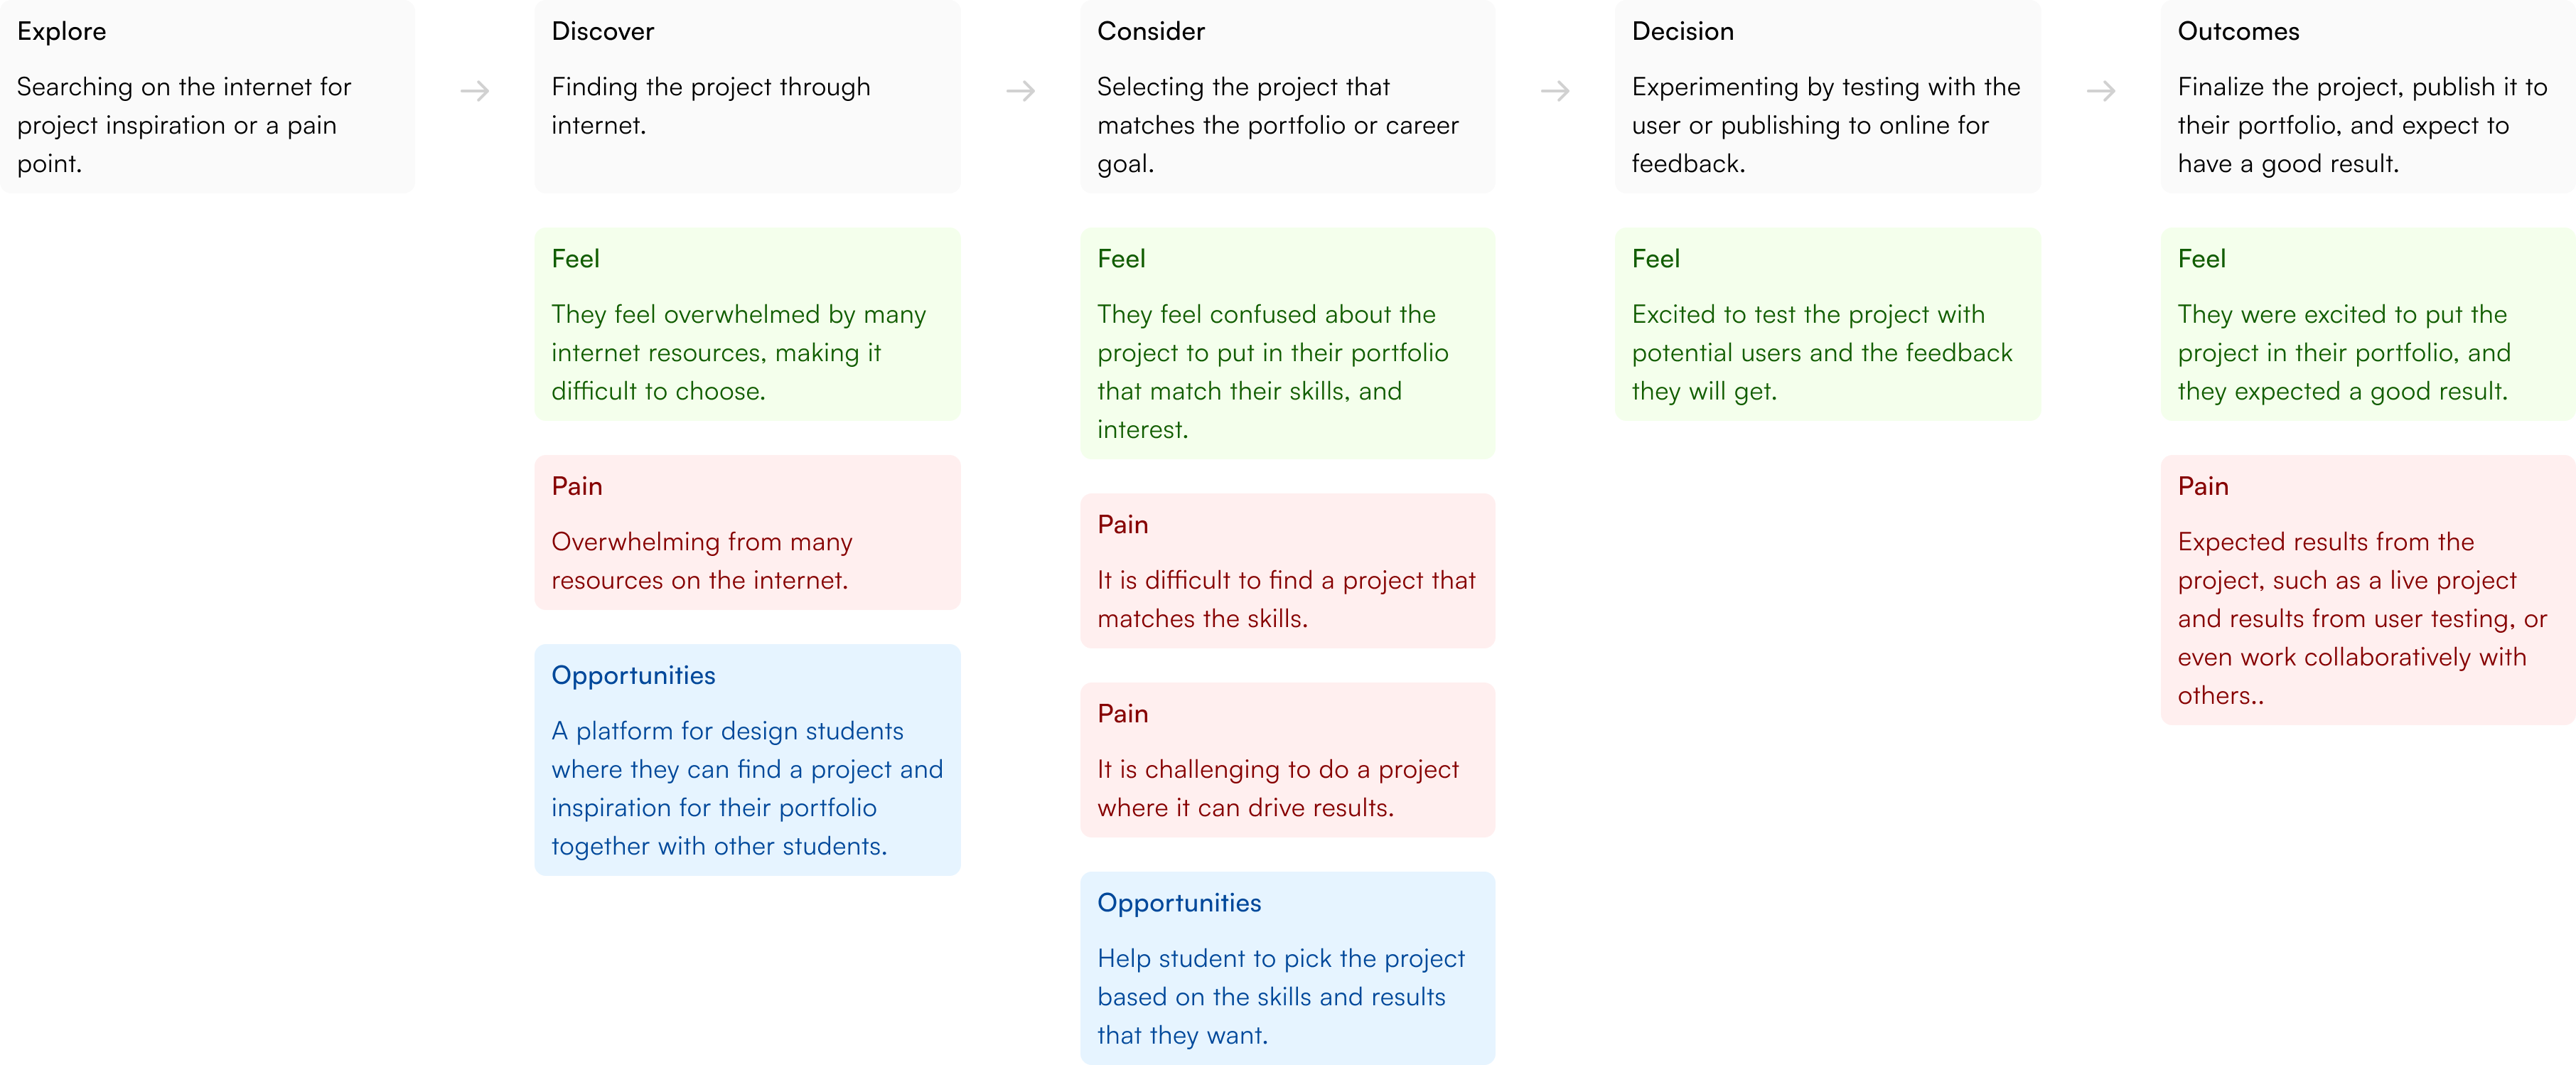 Explore
Searching on the internet for
project inspiration or a pain
point.
→
Discover
Finding the project through
internet.
Feel
They feel overwhelmed by many
internet resources, making it
difficult to choose.
Pain
Overwhelming from many
resources on the internet.
Opportunities
A platform for design students
where they can find a project and
inspiration for their portfolio
together with other students.
→
Consider
Selecting the project that
matches the portfolio or career
goal.
Feel
They feel confused about the
project to put in their portfolio
that match their skills, and
interest.
Pain
It is difficult to find a project that
matches the skills.
Pain
It is challenging to do a project
where it can drive results.
Opportunities
Help student to pick the project
based on the skills and results
that they want.
→
Decision
Experimenting by testing with the
user or publishing to online for
feedback.
Feel
Excited to test the project with
potential users and the feedback
they will get.
→
Outcomes
Finalize the project, publish it to
their portfolio, and expect to
have a good result.
Feel
They were excited to put the
project in their portfolio, and
they expected a good result.
Pain
Expected results from the
project, such as a live project
and results from user testing, or
even work collaboratively with
others..